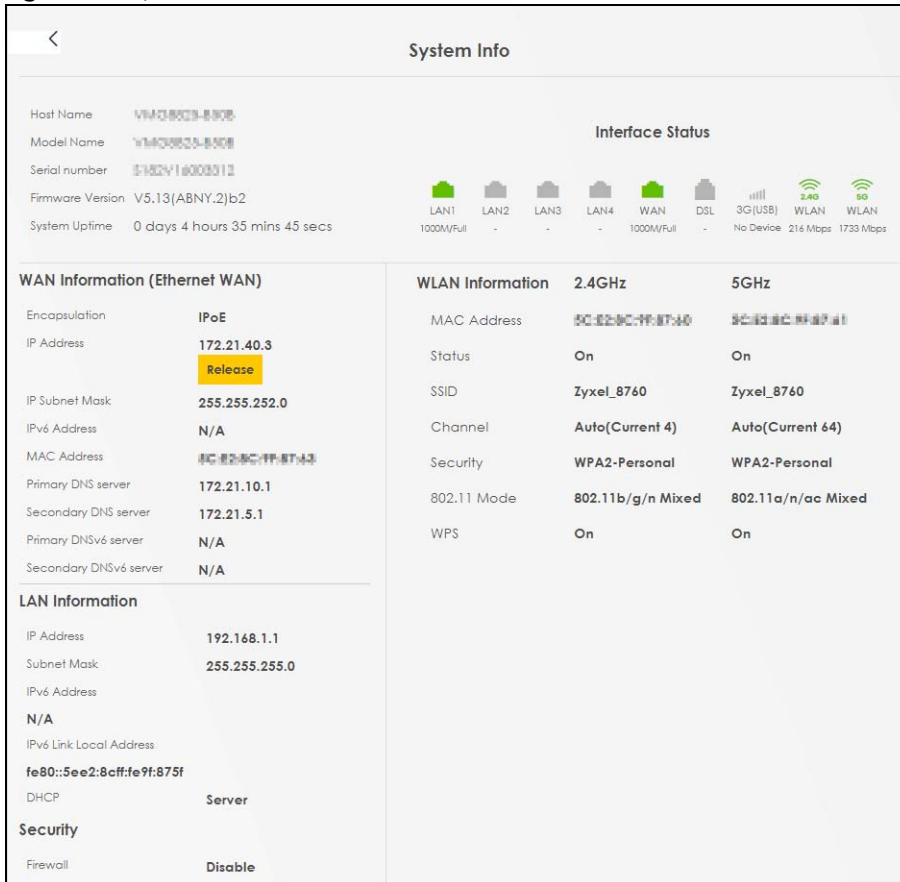 System Info
Host Name
Model Name
Serial number
Firmware Version V5.13(ABNY.2)b2
System Uptime 0 days 4 hours 35 mins 45 secs
Interface Status
2.4G 5G
LAN1 LAN2 LAN3 LAN4 WAN DSL 3G(USB) WLAN WLAN
1000M/Full - - - 1000M/Full - No Device 216 Mbps 1733 Mbps
WAN Information (Ethernet WAN)
Encapsulation IPoE
IP Address 172.21.40.3
Release
IP Subnet Mask 255.255.252.0
IPv6 Address N/A
MAC Address
Primary DNS server 172.21.10.1
Secondary DNS server 172.21.5.1
Primary DNSv6 server N/A
Secondary DNSv6 server N/A
LAN Information
IP Address 192.168.1.1
Subnet Mask 255.255.255.0
IPv6 Address
N/A
IPv6 Link Local Address
fe80::5ee2:8cff:fe9f:875f
DHCP Server
Security
Firewall Disable
WLAN Information 2.4GHz 5GHz
MAC Address
Status On On
SSID Zyxel_8760 Zyxel_8760
Channel Auto(Current 4) Auto(Current 64)
Security WPA2-Personal WPA2-Personal
802.11 Mode 802.11b/g/n Mixed 802.11a/n/ac Mixed
WPS On On